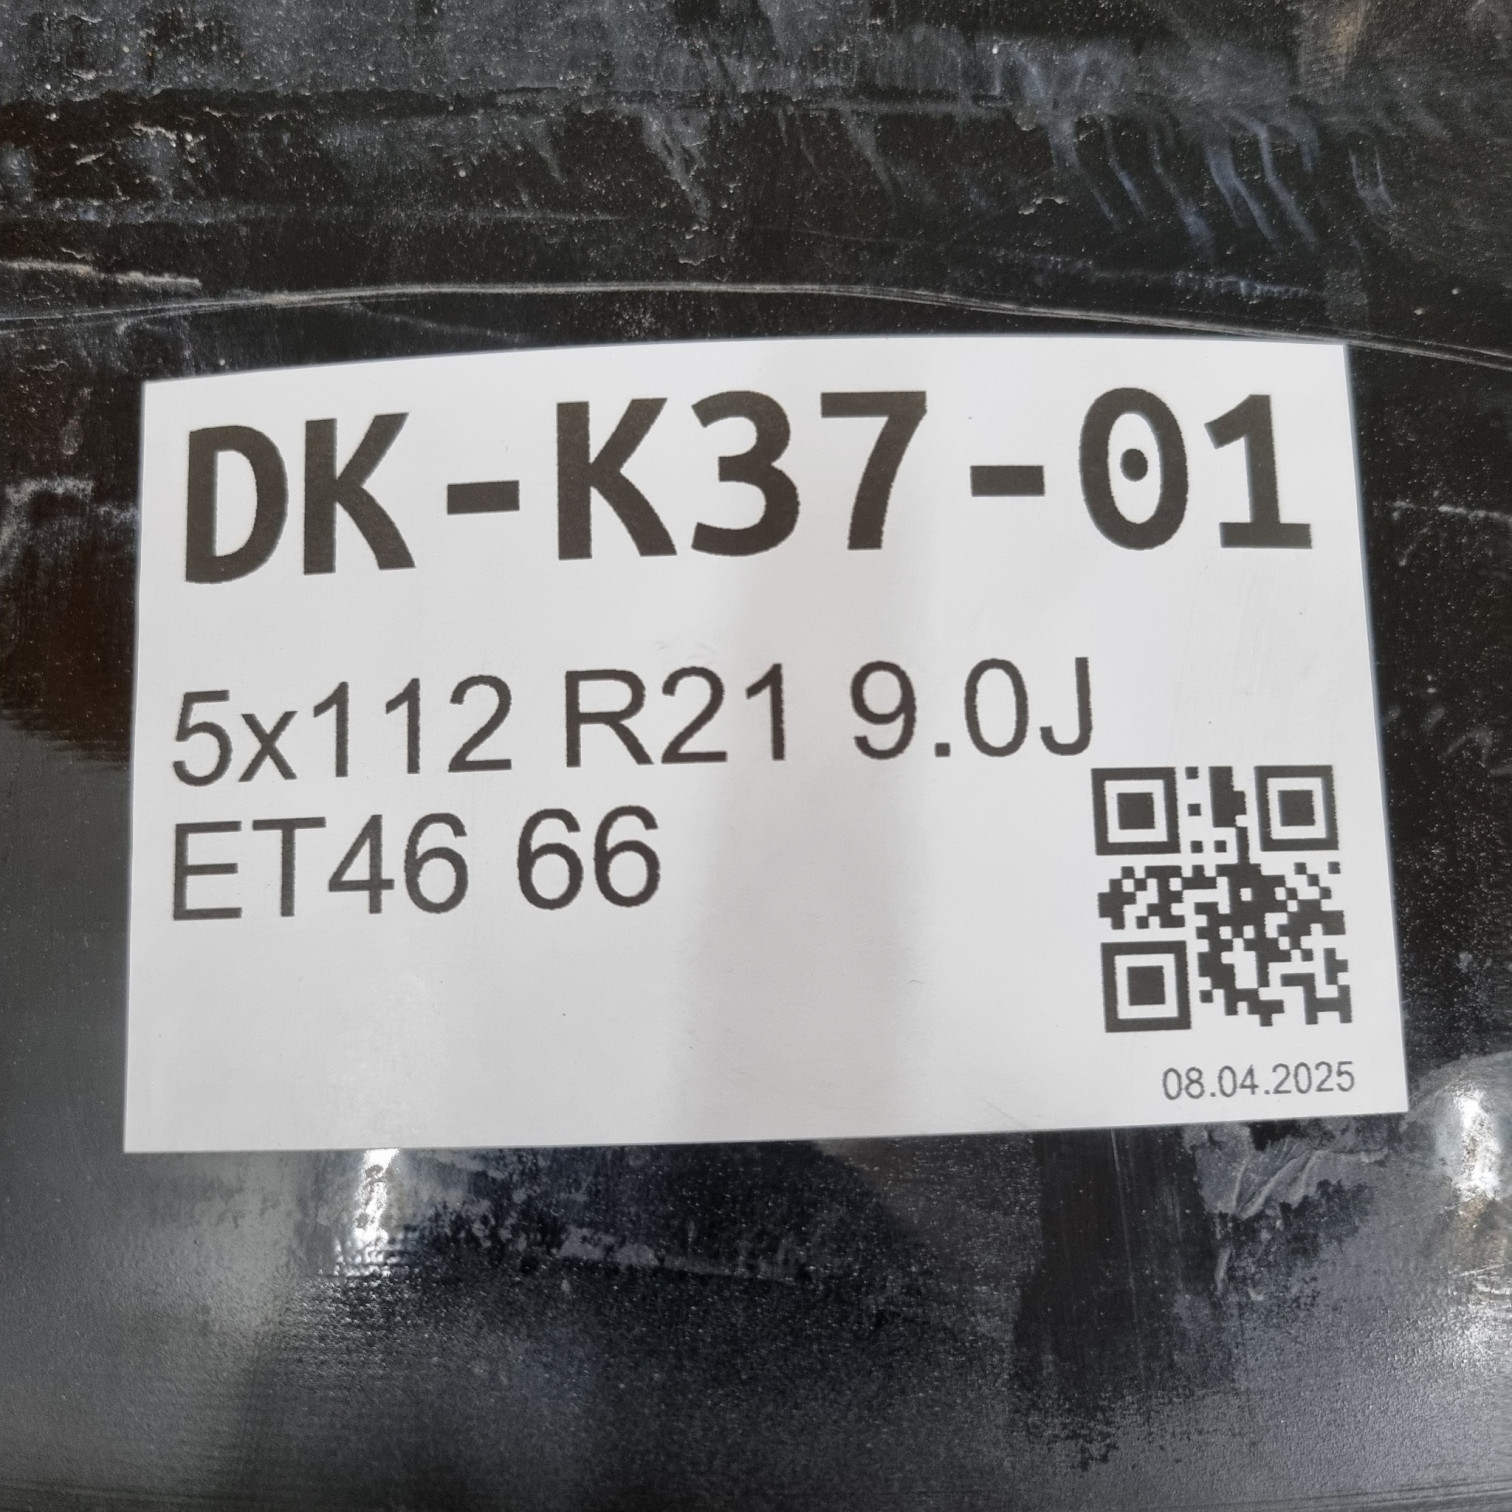 DK-K37-01
5x112 R21 9.0J
ET46 66
08.04.2025